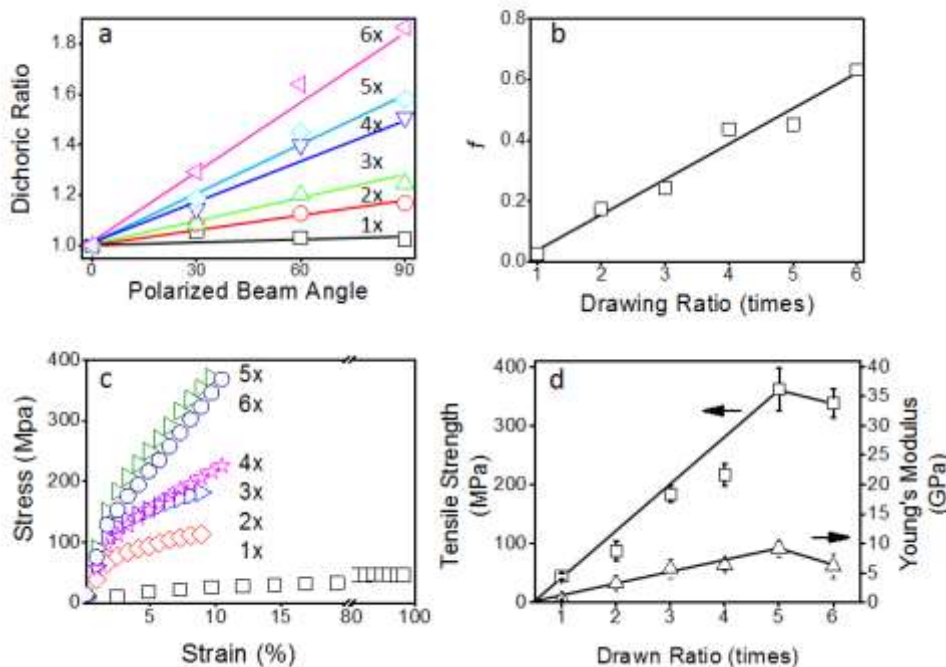 a
1.8
1.6
1.4
1.2
1.0
0 30 60 90
6x
5x
4x
3x
2x
1x
Dichoric Ratio
Polarized Beam Angle
b
0.8
0.6
0.4
0.2
0.0
1 2 3 4 5 6
f
Drawing Ratio (times)
c
400
300
200
100
0
5 10 15 80 100
5x
6x
4x
3x
2x
1x
Stress (Mpa)
Strain (%)
d
400
300
200
100
0
1 2 3 4 5 6
40
35
30
25
20
15
10
5
0
Tensile Strength
(MPa)
Young's Modulus
(GPa)
Drawn Ratio (times)